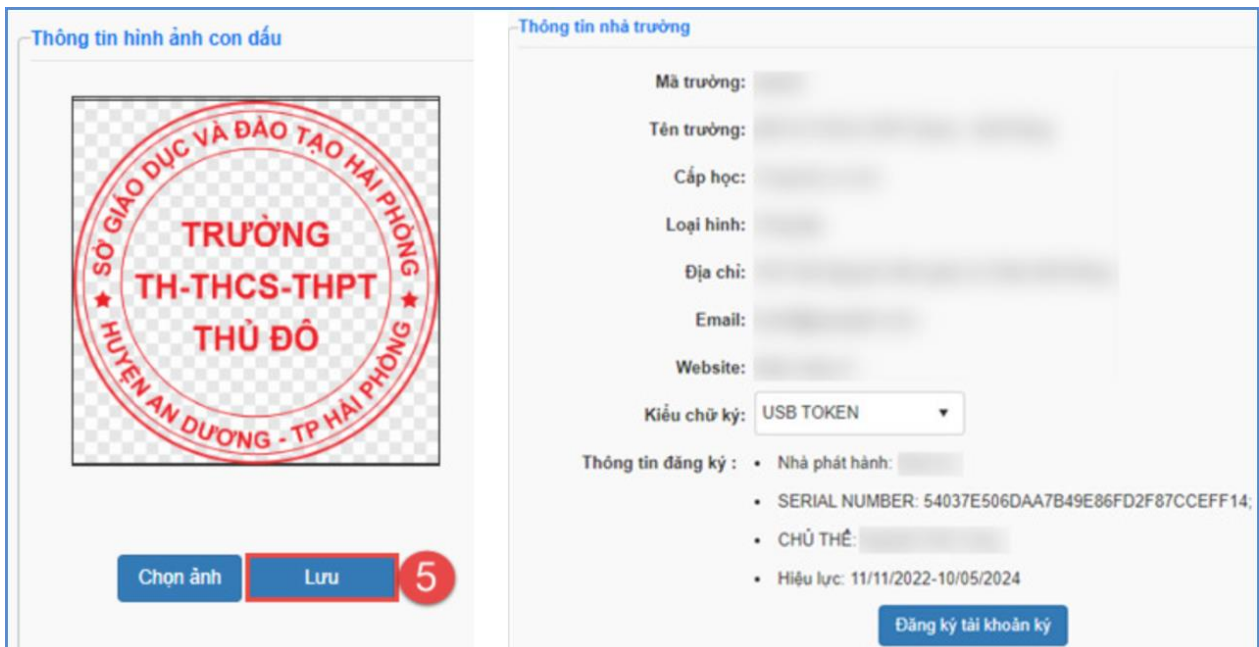 Thông tin hình ảnh con dấu
SỞ GIÁO DỤC VÀ ĐÀO TẠO HẢI PHÒNG
TRƯỜNG
TH-THCS-THPT
THỦ ĐÔ
HUYỆN AN DƯƠNG - TP HẢI PHÒNG
Chọn ảnh
Lưu
5
Thông tin nhà trường
Mã trường:
Tên trường:
Cấp học:
Loại hình:
Địa chỉ:
Email:
Website:
Kiểu chữ ký: USB TOKEN
Thông tin đăng ký : • Nhà phát hành:
• SERIAL NUMBER: 54037E506DAA7B49E86FD2F87CCEFF14;
• CHỦ THỂ:
• Hiệu lực: 11/11/2022-10/05/2024
Đăng ký tài khoản ký